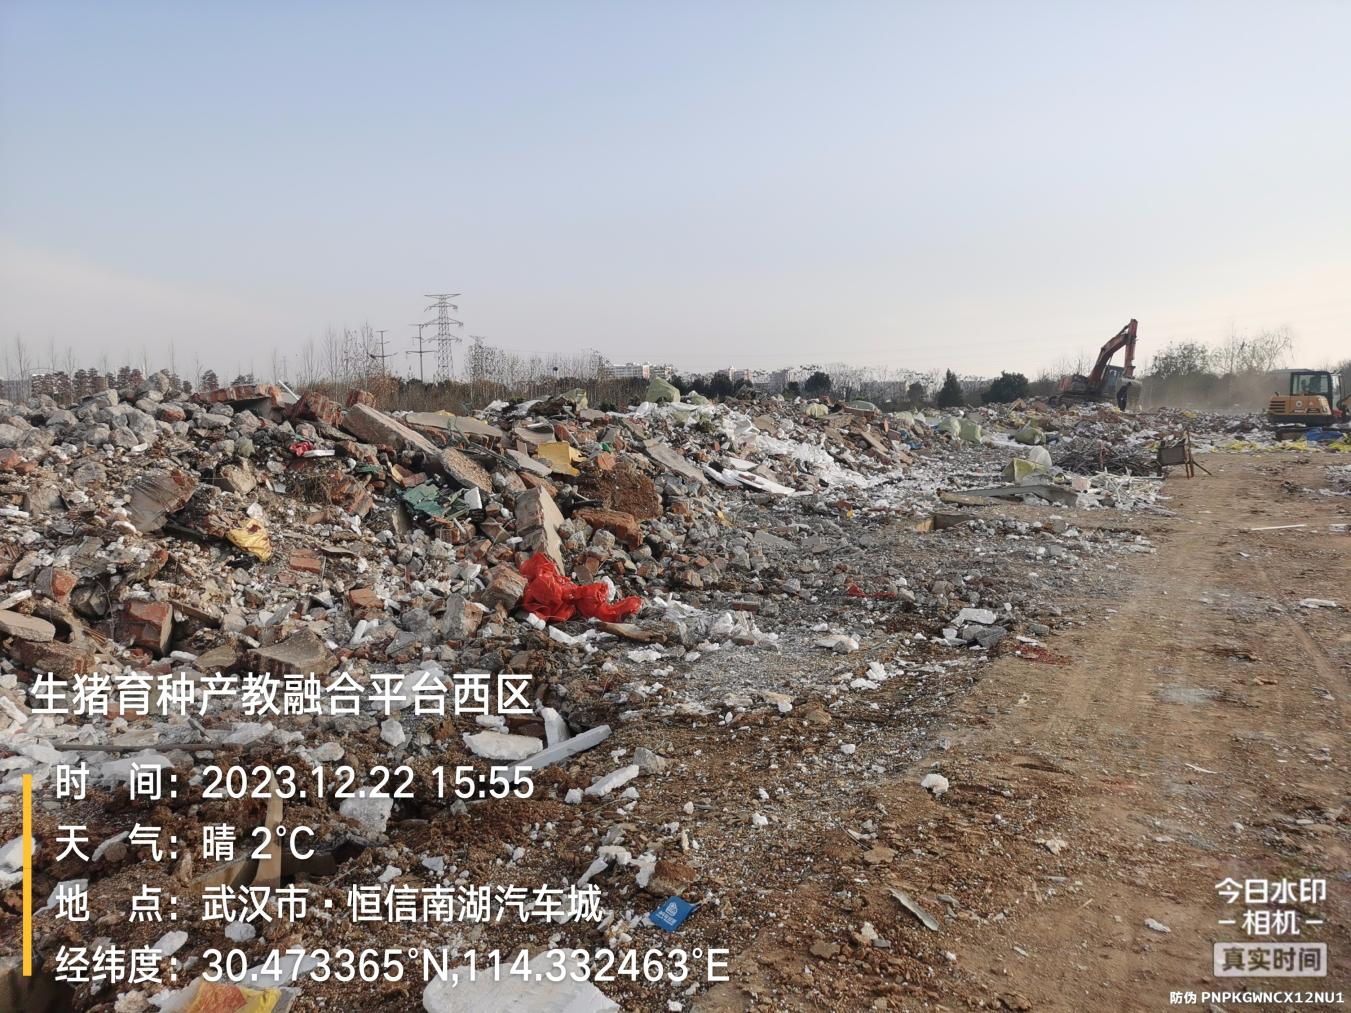 生猪育种产教融合平台西区
时 间：2023.12.22 15:55
天 气：晴 2°C
地 点：武汉市·恒信南湖汽车城
经纬度：30.473365°N,114.332463°E
今日水印
-相机-
真实时间
防伪 PNPKGWNCX12NU1